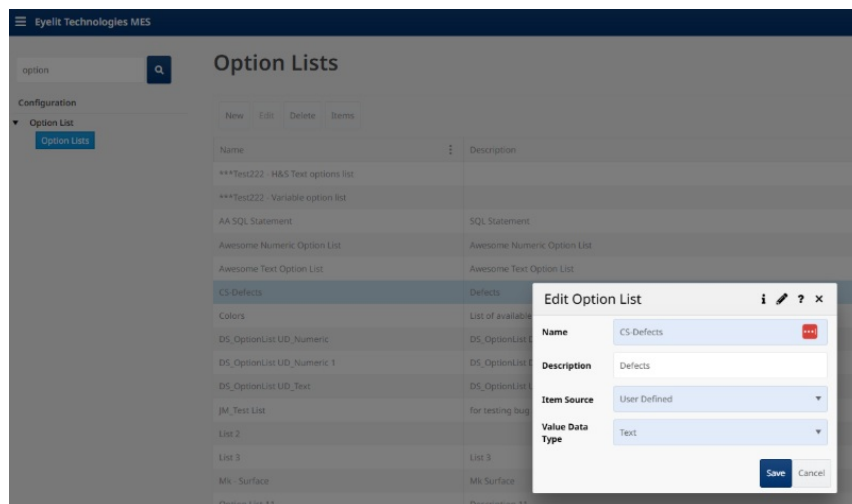 Eyelit Technologies MES
option
Configuration
Option List
Option Lists
Option Lists
New Edit Delete Items
Name Description
***Test222 - H&S Text options list
***Test222 - Variable option list
AA SQL Statement SQL Statement
Awesome Numeric Option List Awesome Numeric Option List
Awesome Text Option List Awesome Text Option List
CS-Defects Defects
Colors List of available
DS_OptionList UD_Numeric DS_OptionList
DS_OptionList UD_Numeric 1 DS_OptionList
DS_OptionList UD_Text DS_OptionList
JM_Test List For testing bug
List 2
List 3 List 3
Mk - Surface Mk Surface
Option List 11 Description 11
Edit Option List
Name CS-Defects
Description Defects
Item Source User Defined
Value Data Type Text
Save Cancel